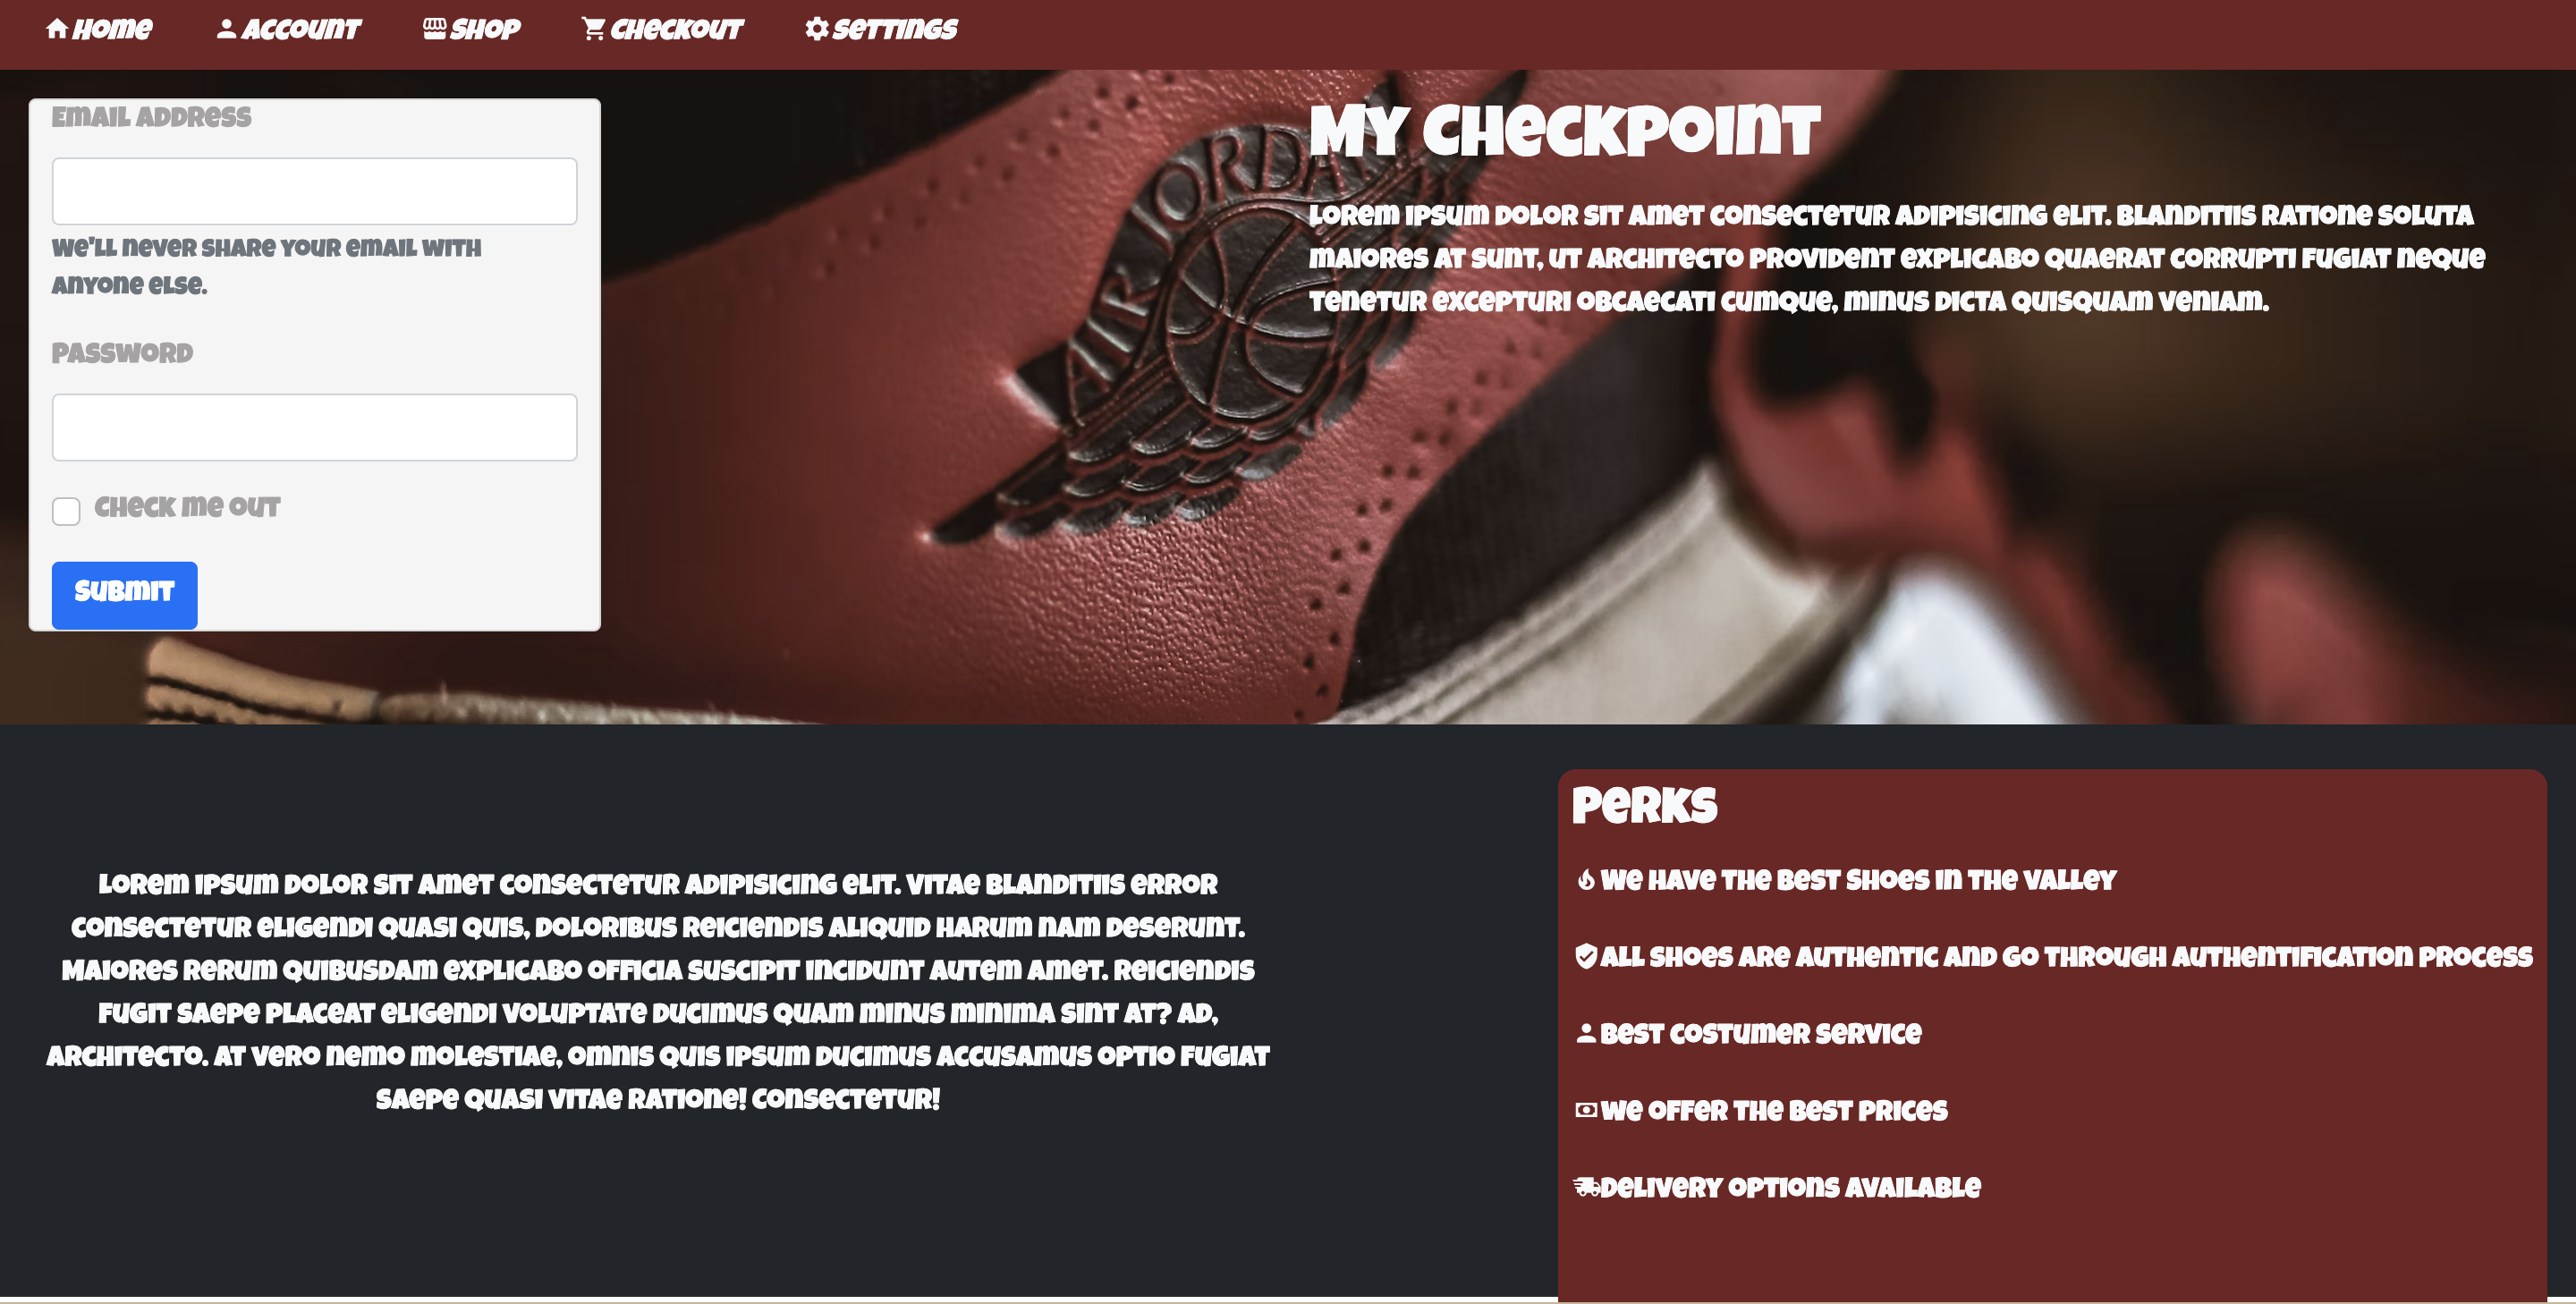 Home Account Shop Checkout Settings
Email address
We'll never share your email with
anyone else.
Password
Check me out
Submit
AIR JORDAN
My Checkpoint
Lorem ipsum dolor sit amet consectetur adipisicing elit. Blanditiis ratione soluta
maiores at sunt, ut architecto provident explicabo quaerat corrupti fugiat neque
tenetur excepturi obcaecati cumque, minus dicta quisquam veniam.
Lorem ipsum dolor sit amet consectetur adipisicing elit. Vitae blanditiis error
consectetur eligendi quasi quis, doloribus reiciendis aliquid harum nam deserunt.
Maiores rerum quibusdam explicabo officia suscipit incidunt autem amet. Reiciendis
fugit saepe placeat eligendi voluptate ducimus quam minus minima sint at? Ad,
architecto. At vero nemo molestiae, omnis quis ipsum ducimus accusamus optio fugiat
saepe quasi vitae ratione! Consectetur!
Perks
We have the best shoes in the valley
All shoes are authentic and go through authentification process
Best costumer service
We offer the best prices
Delivery options available